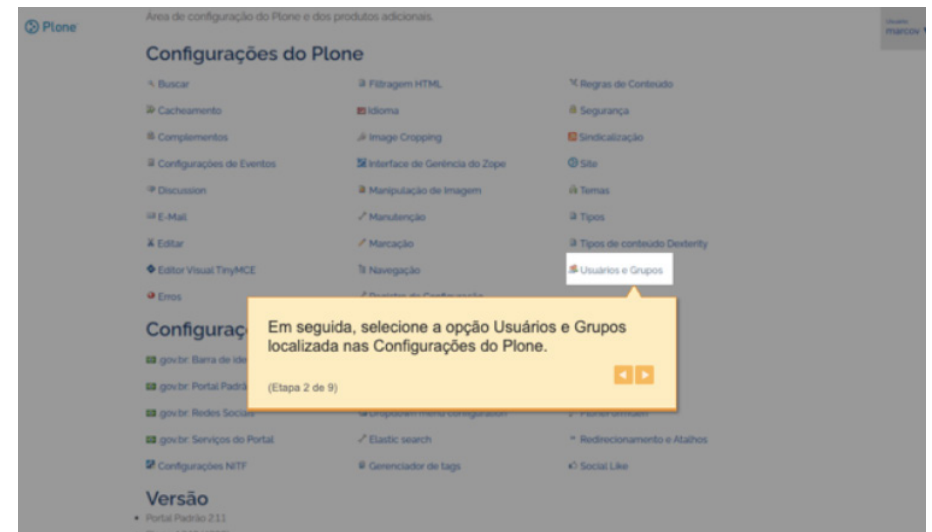 Área de configuração do Plone e dos produtos adicionais.
Plone
Usuário
marcov
Configurações do Plone
Buscar
Filtragem HTML
Regras de Conteúdo
Cacheamento
Idioma
Segurança
Complementos
Image Cropping
Sindicalização
Configurações de Eventos
Interface de Gerência do Zope
Site
Discussion
Manipulação de Imagem
Temas
E-Mail
Manutenção
Tipos
Editar
Marcação
Tipos de conteúdo Dexterity
Editor Visual TinyMCE
Navegação
Usuários e Grupos
Erros
Configuraç
Em seguida, selecione a opção Usuários e Grupos
localizada nas Configurações do Plone.
(Etapa 2 de 9)
gov.br: Barra de ide
gov.br: Portal Padrã
gov.br: Redes Sociais
gov.br: Serviços do Portal
Elastic search
Redirecionamento e Atalhos
Configurações NITF
Gerenciador de tags
Social Like
Versão
Portal Padrão 2.1.1